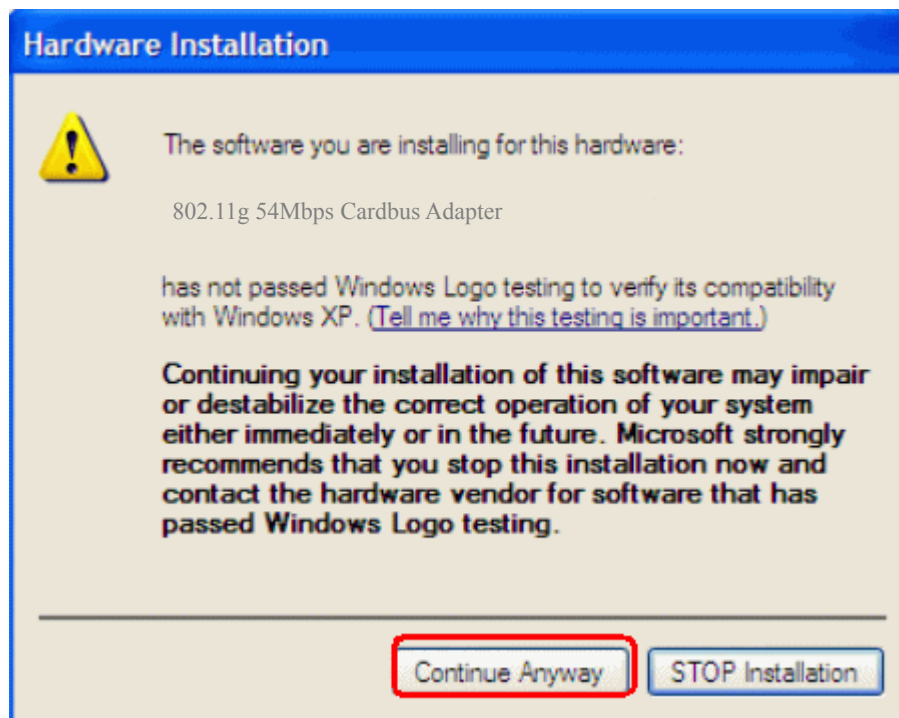 Hardware Installation
The software you are installing for this hardware:
802.11g 54Mbps Cardbus Adapter
has not passed Windows Logo testing to verify its compatibility
with Windows XP. (Tell me why this testing is important.)
Continuing your installation of this software may impair
or destabilize the correct operation of your system
either immediately or in the future. Microsoft strongly
recommends that you stop this installation now and
contact the hardware vendor for software that has
passed Windows Logo testing.
Continue Anyway
STOP Installation